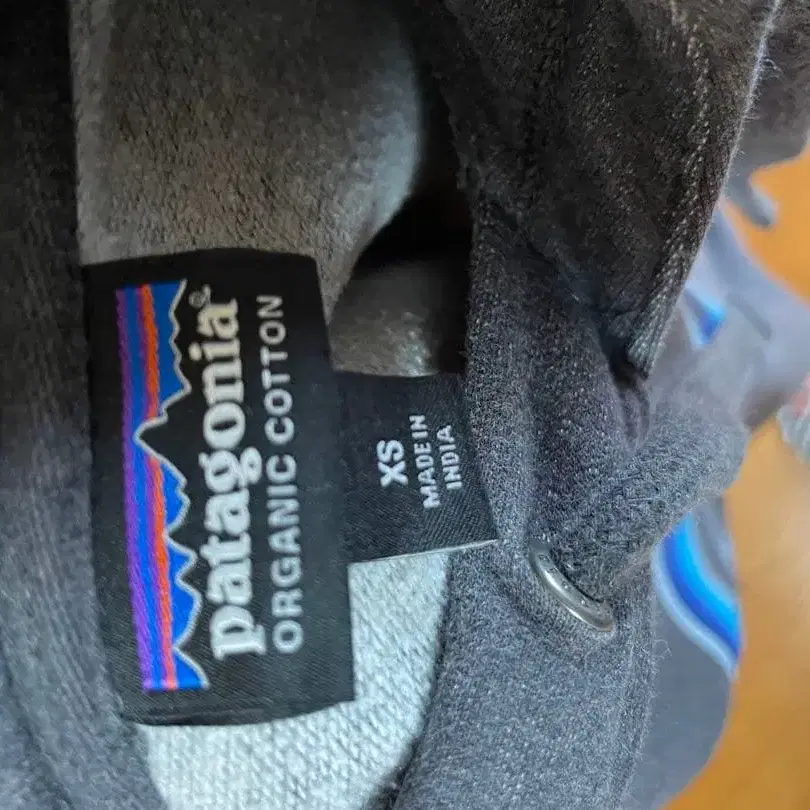 patagonia®
ORGANIC COTTON
XS
MADE IN
INDIA